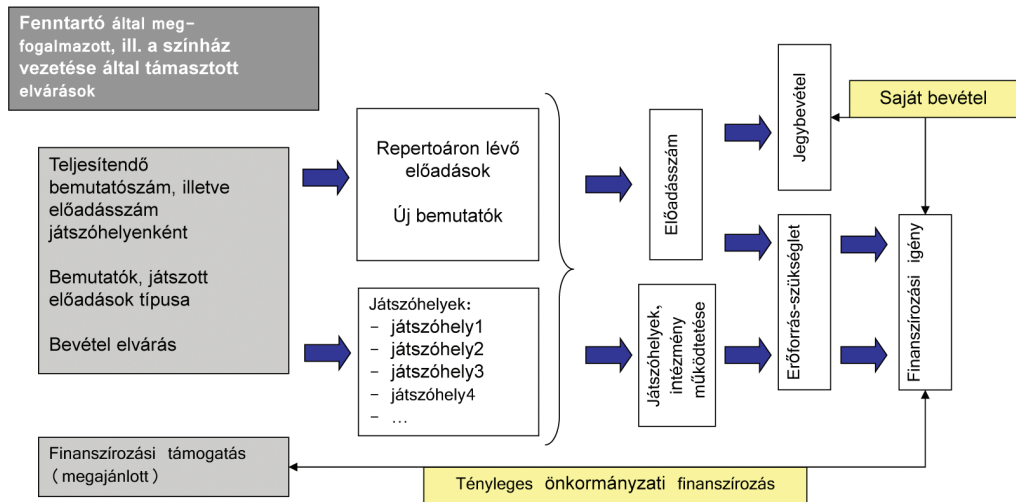 Fenntartó által meg-
fogalmazott, ill. a színház
vezetése által támasztott
elvárások
Teljesítendő
bemutatószám, illetve
előadásszám
játszóhelyenként
Bemutatók, játszott
előadások típusa
Bevétel elvárás
Finanszírozási támogatás
(megajánlott)
Repertoáron lévő
előadások
Új bemutatók
Játszóhelyek:
- játszóhely1
- játszóhely2
- játszóhely3
- játszóhely4
- ...
Előadásszám
Játszóhelyek,
intézmény
működtetése
Jegybevétel
Erőforrás-szükséglet
Saját bevétel
Finanszírozási igény
Tényleges önkormányzati finanszírozás